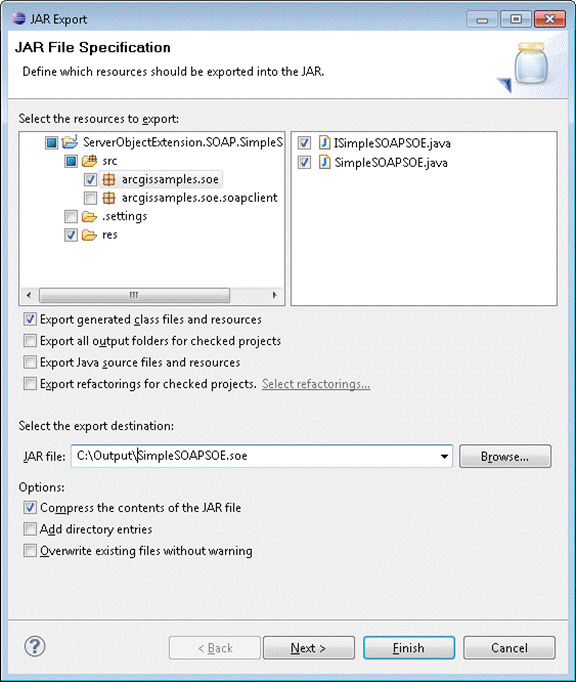 JAR Export
JAR File Specification
Define which resources should be exported into the JAR.
Select the resources to export:
ServerObjectExtension.SOAP.SimpleS
src
arcgissamples.soe
arcgissamples.soe.soapclient
.settings
res
ISimpleSOAPSOE.java
SimpleSOAPSOE.java
Export generated class files and resources
Export all output folders for checked projects
Export Java source files and resources
Export refactorings for checked projects. Select refactorings...
Select the export destination:
JAR file: C:\Output\SimpleSOAPSOE.soe Browse...
Options:
Compress the contents of the JAR file
Add directory entries
Overwrite existing files without warning
? < Back Next > Finish Cancel